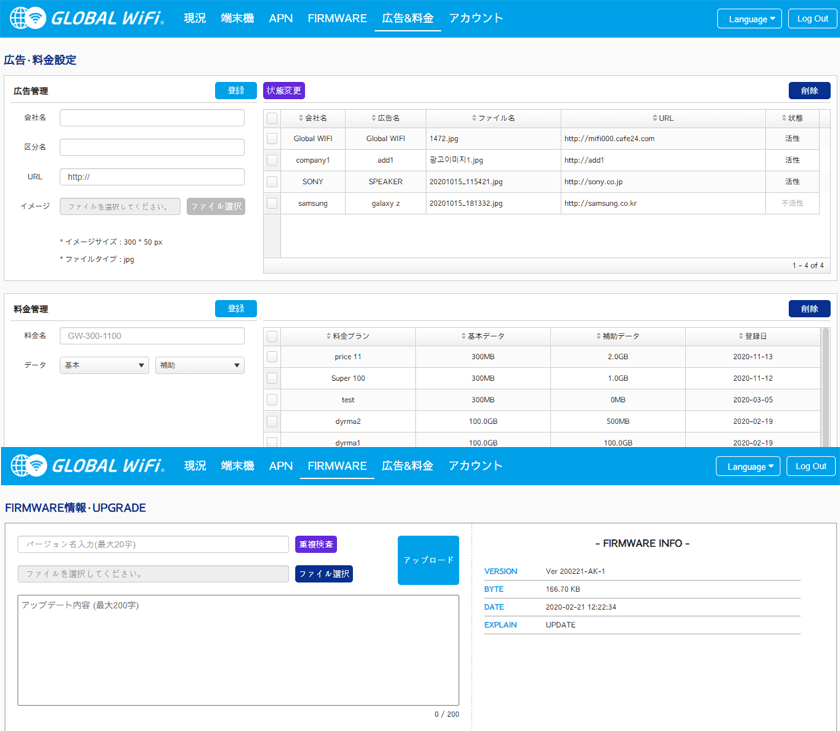 GLOBAL WiFi. 現況 端末機 APN FIRMWARE 広告&料金 アカウント Language Log Out
広告·料金設定
広告管理 登録 状態変更 削除
会社名
区分名
URL http://
イメージ ファイルを選択してください。 ファイル選択
* イメージサイズ : 300 * 50 px
* ファイルタイプ : jpg
会社名 広告名 ファイル名 URL 状態
Global WIFI Global WIFI 1472.jpg http://mifi000.cafe24.com 活性
company1 add1 광고이미지1.jpg http://add1 活性
SONY SPEAKER 20201015_115421.jpg http://sony.co.jp 活性
samsung galaxy z 20201015_181332.jpg http://samsung.co.kr 不活性
1 - 4 of 4
料金管理 登録 削除
料金名 GW-300-1100
データ 基本 補助
料金プラン 基本データ 補助データ 登録日
price 11 300MB 2.0GB 2020-11-13
Super 100 300MB 1.0GB 2020-11-12
test 300MB 0MB 2020-03-05
dyrma2 100.0GB 500MB 2020-02-19
dyrma1 100.0GB 100.0GB 2020-02-19
GLOBAL WiFi. 現況 端末機 APN FIRMWARE 広告&料金 アカウント Language Log Out
FIRMWARE情報·UPGRADE
バージョン名入力(最大20字) 重複検査 アップロード
ファイルを選択してください。 ファイル選択
アップデート内容 (最大200字)
0 / 200
- FIRMWARE INFO -
VERSION Ver 200221-AK-1
BYTE 166.70 KB
DATE 2020-02-21 12:22:34
EXPLAIN UPDATE